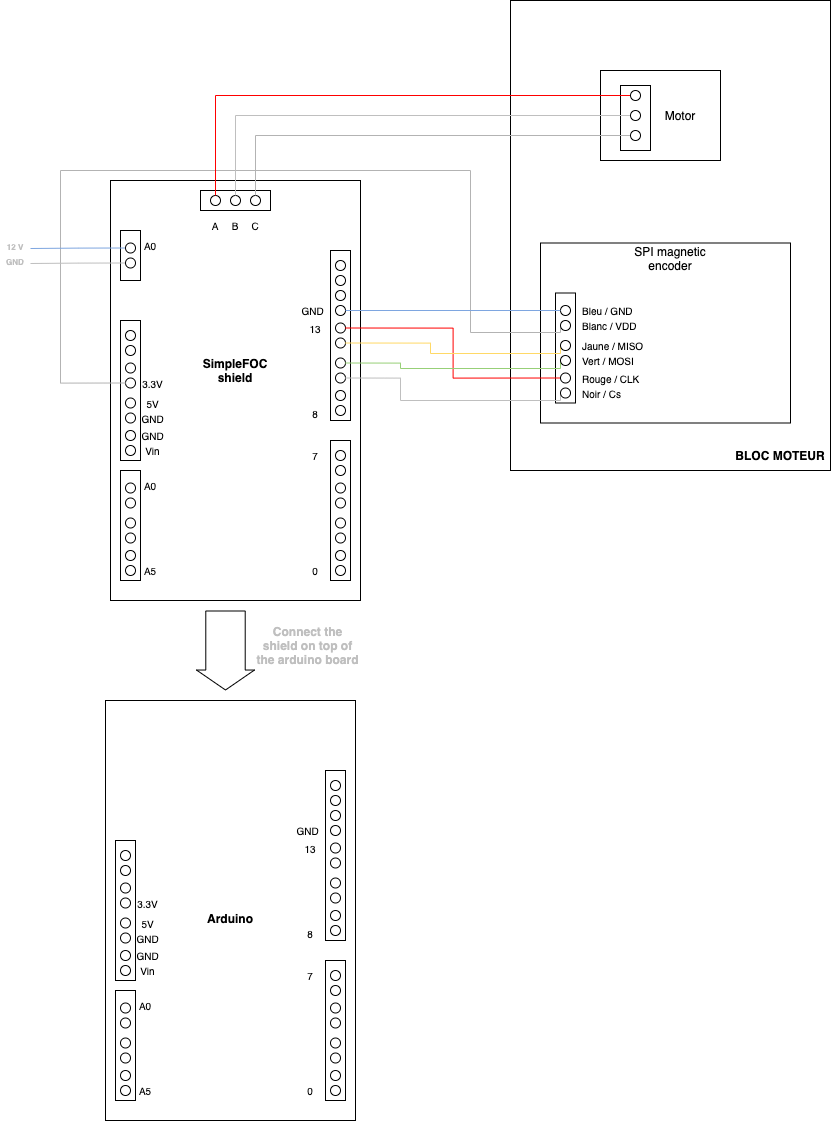 Motor
A B C
12 V
GND
A0
SPI magnetic
encoder
GND
13
Bleu / GND
Blanc / VDD
Jaune / MISO
Vert / MOSI
Rouge / CLK
Noir / Cs
SimpleFOC
shield
3.3V
5V
GND
GND
Vin
8
BLOC MOTEUR
7
A0
A5
0
Connect the
shield on top of
the arduino board
GND
13
3.3V
5V
GND
GND
Vin
Arduino
8
7
A0
A5
0